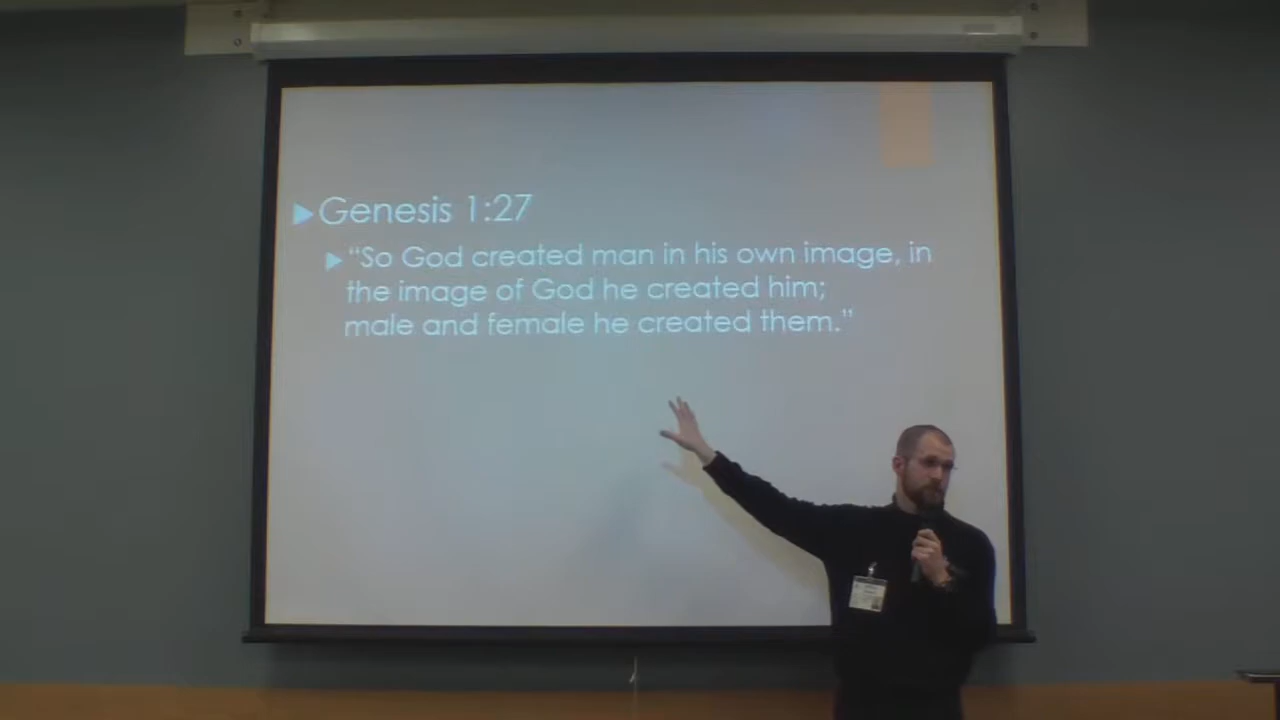 Genesis 1:27
“So God created man in his own image, in
the image of God he created him;
male and female he created them.”